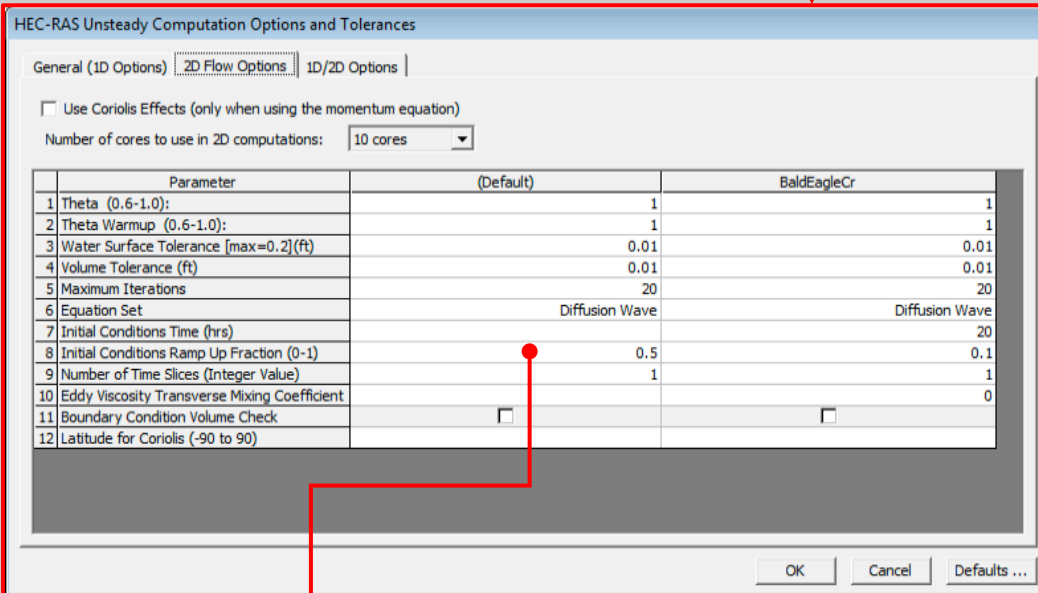 HEC-RAS Unsteady Computation Options and Tolerances
General (1D Options) 2D Flow Options 1D/2D Options
Use Coriolis Effects (only when using the momentum equation)
Number of cores to use in 2D computations: 10 cores
Parameter (Default) BaldEagleCr
1 Theta (0.6-1.0): 1 1
2 Theta Warmup (0.6-1.0): 1 1
3 Water Surface Tolerance [max=0.2](ft) 0.01 0.01
4 Volume Tolerance (ft) 0.01 0.01
5 Maximum Iterations 20 20
6 Equation Set Diffusion Wave Diffusion Wave
7 Initial Conditions Time (hrs) 20
8 Initial Conditions Ramp Up Fraction (0-1) 0.5 0.1
9 Number of Time Slices (Integer Value) 1 1
10 Eddy Viscosity Transverse Mixing Coefficient 0
11 Boundary Condition Volume Check
12 Latitude for Coriolis (-90 to 90)
OK Cancel Defaults ...